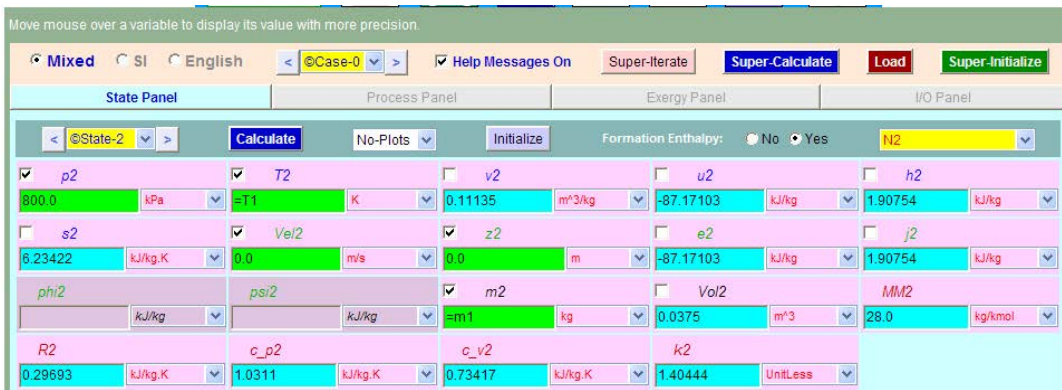 Move mouse over a variable to display its value with more precision.
Mixed SI English < ©Case-0 > Help Messages On Super-Iterate Super-Calculate Load Super-Initialize
State Panel Process Panel Exergy Panel I/O Panel
< ©State-2 > Calculate No-Plots Initialize Formation Enthalpy: No Yes N2
p2 T2 v2 u2 h2
800.0 kPa =T1 K 0.11135 m^3/kg -87.17103 kJ/kg 1.90754 kJ/kg
s2 Vel2 z2 e2 j2
6.23422 kJ/kg.K 0.0 m/s 0.0 m -87.17103 kJ/kg 1.90754 kJ/kg
phi2 psi2 m2 Vol2 MM2
kJ/kg kJ/kg =m1 kg 0.0375 m^3 28.0 kg/kmol
R2 c_p2 c_v2 k2
0.29693 kJ/kg.K 1.0311 kJ/kg.K 0.73417 kJ/kg.K 1.40444 UnitLess